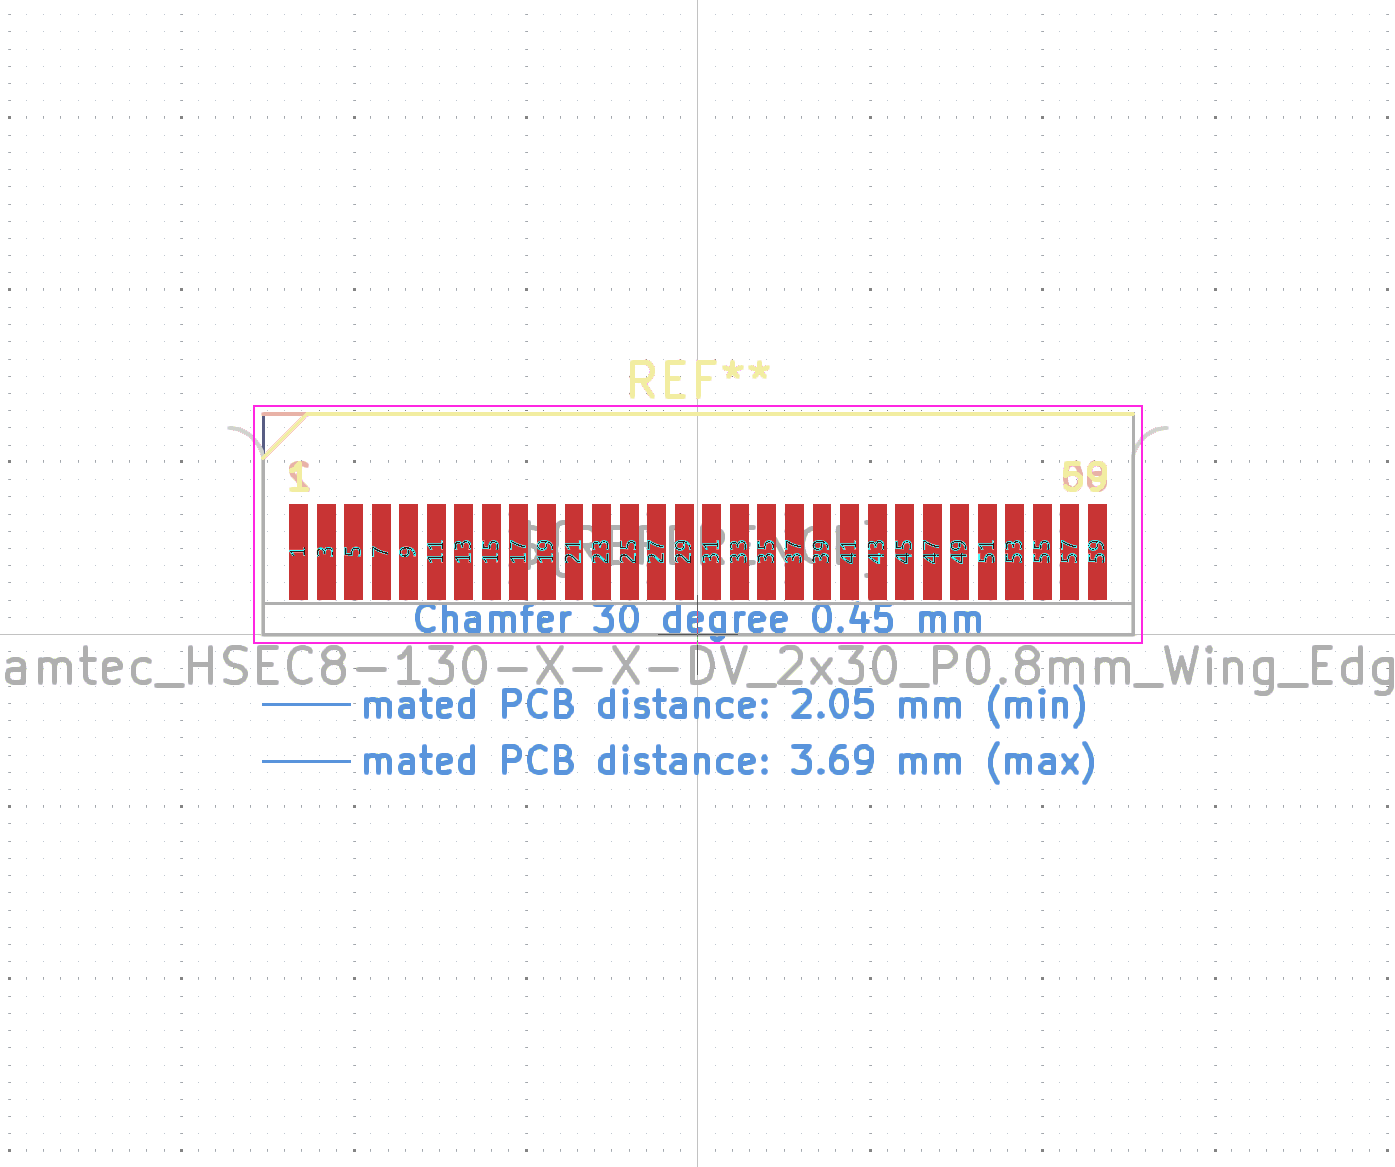 REF**
1 59
1 3 5 7 9 11 13 15 17 19 21 23 25 27 29 31 33 35 37 39 41 43 45 47 49 51 53 55 57 59
Chamfer 30 degree 0.45 mm
amtec_HSEC8-130-X-X-DV_2x30_P0.8mm_Wing_Edg
mated PCB distance: 2.05 mm (min)
mated PCB distance: 3.69 mm (max)